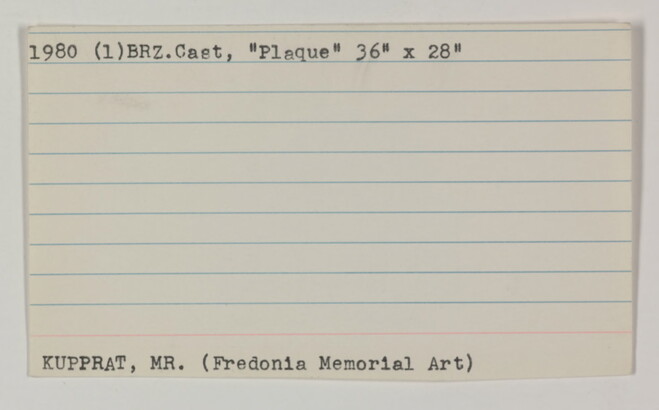 1980 (1)BRZ.Cast, "Plaque" 36" x 28"
KUPPRAT, MR. (Fredonia Memorial Art)